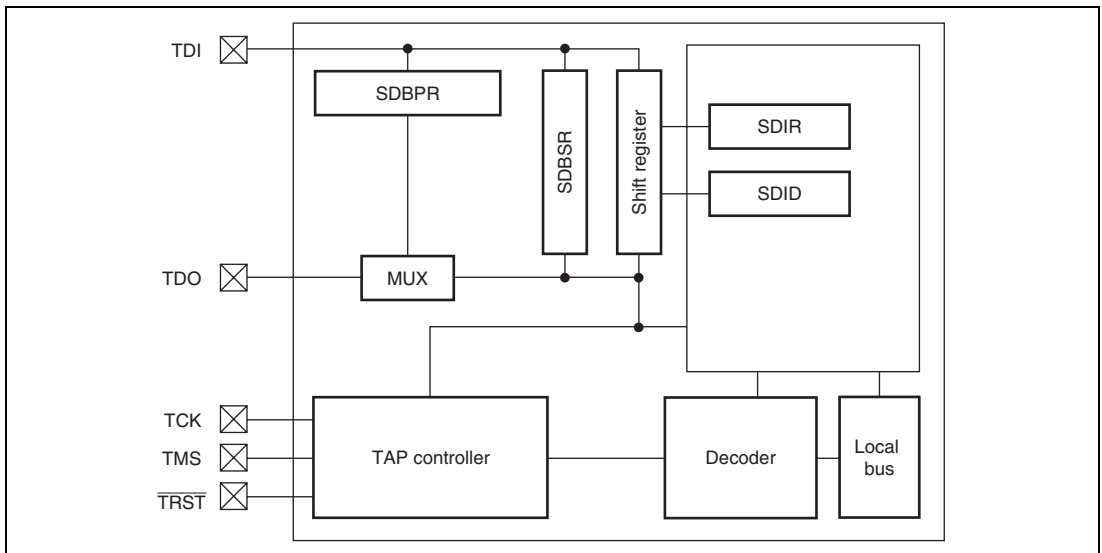 TDI
SDBPR
SDBSR
Shift register
SDIR
SDID
TDO
MUX
TCK
TMS
TRST
TAP controller
Decoder
Local
bus